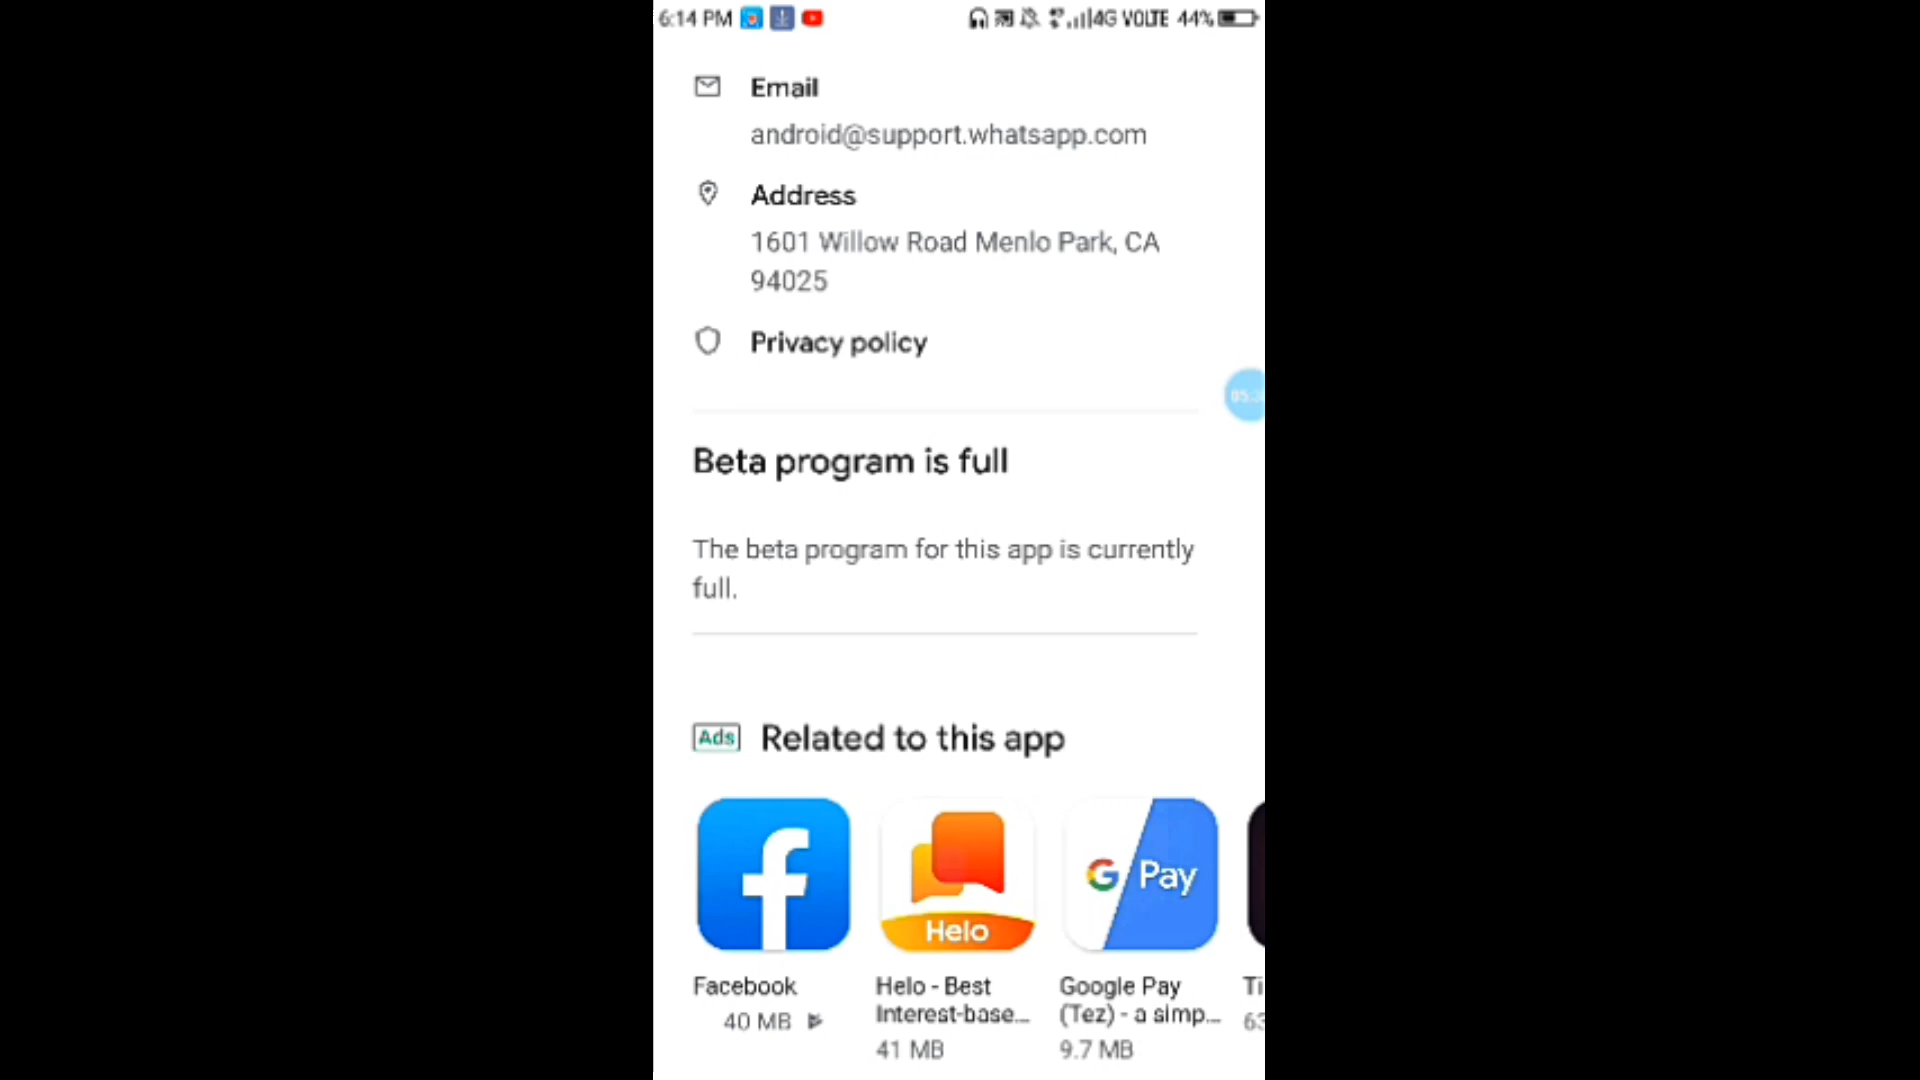 6:14 PM 4G VOLTE 44%
Email
android@support.whatsapp.com
Address
1601 Willow Road Menlo Park, CA
94025
Privacy policy
Beta program is full
The beta program for this app is currently
full.
Ads Related to this app
f
Helo
G Pay
Facebook
40 MB
Helo - Best
Interest-base...
41 MB
Google Pay
(Tez) - a simp...
9.7 MB
Ti
63